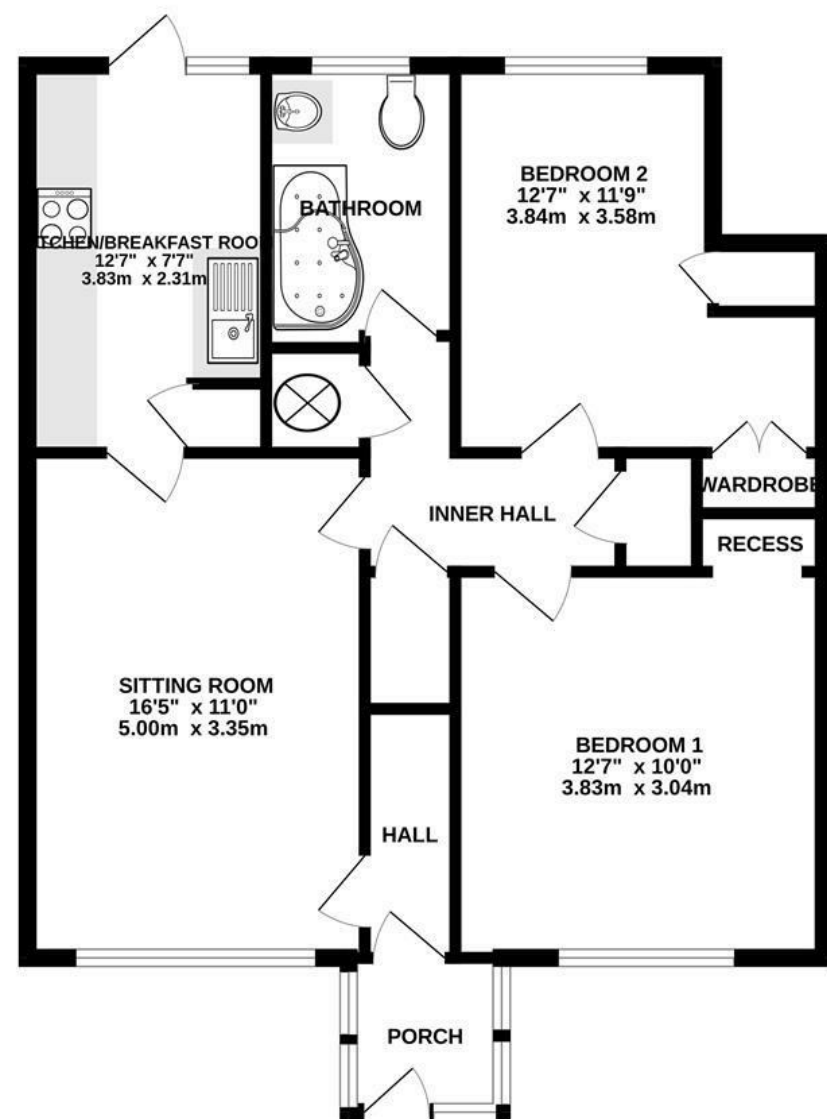 BEDROOM 2
12'7" x 11'9"
3.84m x 3.58m
BATHROOM
TCHEN/BREAKFAST ROO
12'7" x 7'7"
3.83m x 2.31m
WARDROBE
INNER HALL
RECESS
SITTING ROOM
16'5" x 11'0"
5.00m x 3.35m
BEDROOM 1
12'7" x 10'0"
3.83m x 3.04m
HALL
PORCH